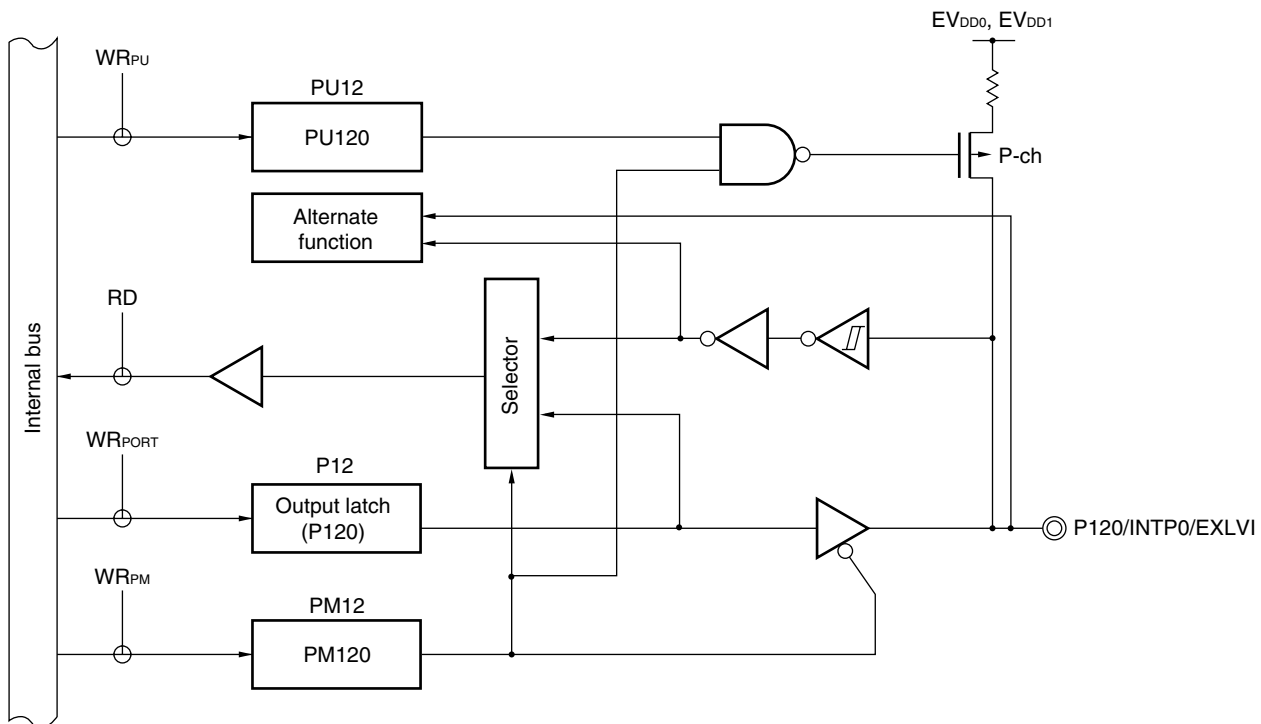 EVDD0, EVDD1
WRPU
PU12
PU120
P-ch
Alternate
function
RD
Internal bus
Selector
WRPORT
P12
Output latch
(P120)
P120/INTP0/EXLVI
WRPM
PM12
PM120